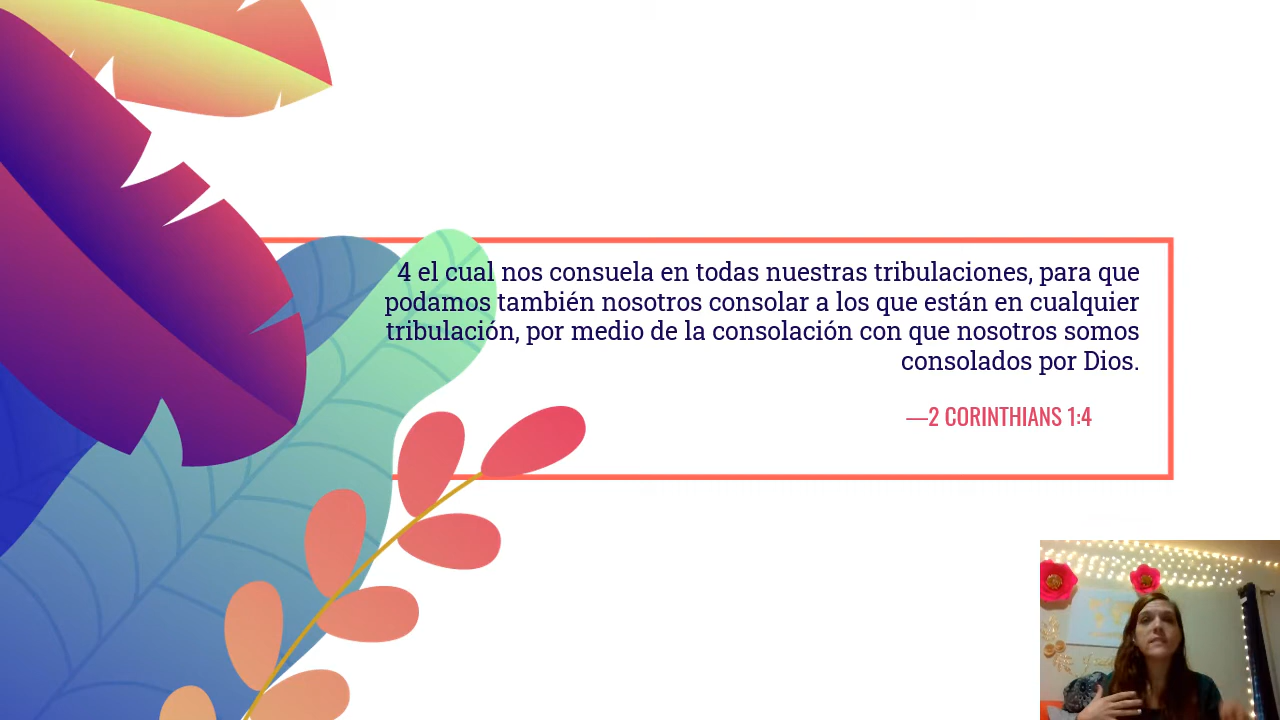 4 el cual nos consuela en todas nuestras tribulaciones, para que
podamos también nosotros consolar a los que están en cualquier
tribulación, por medio de la consolación con que nosotros somos
consolados por Dios.
—2 CORINTHIANS 1:4